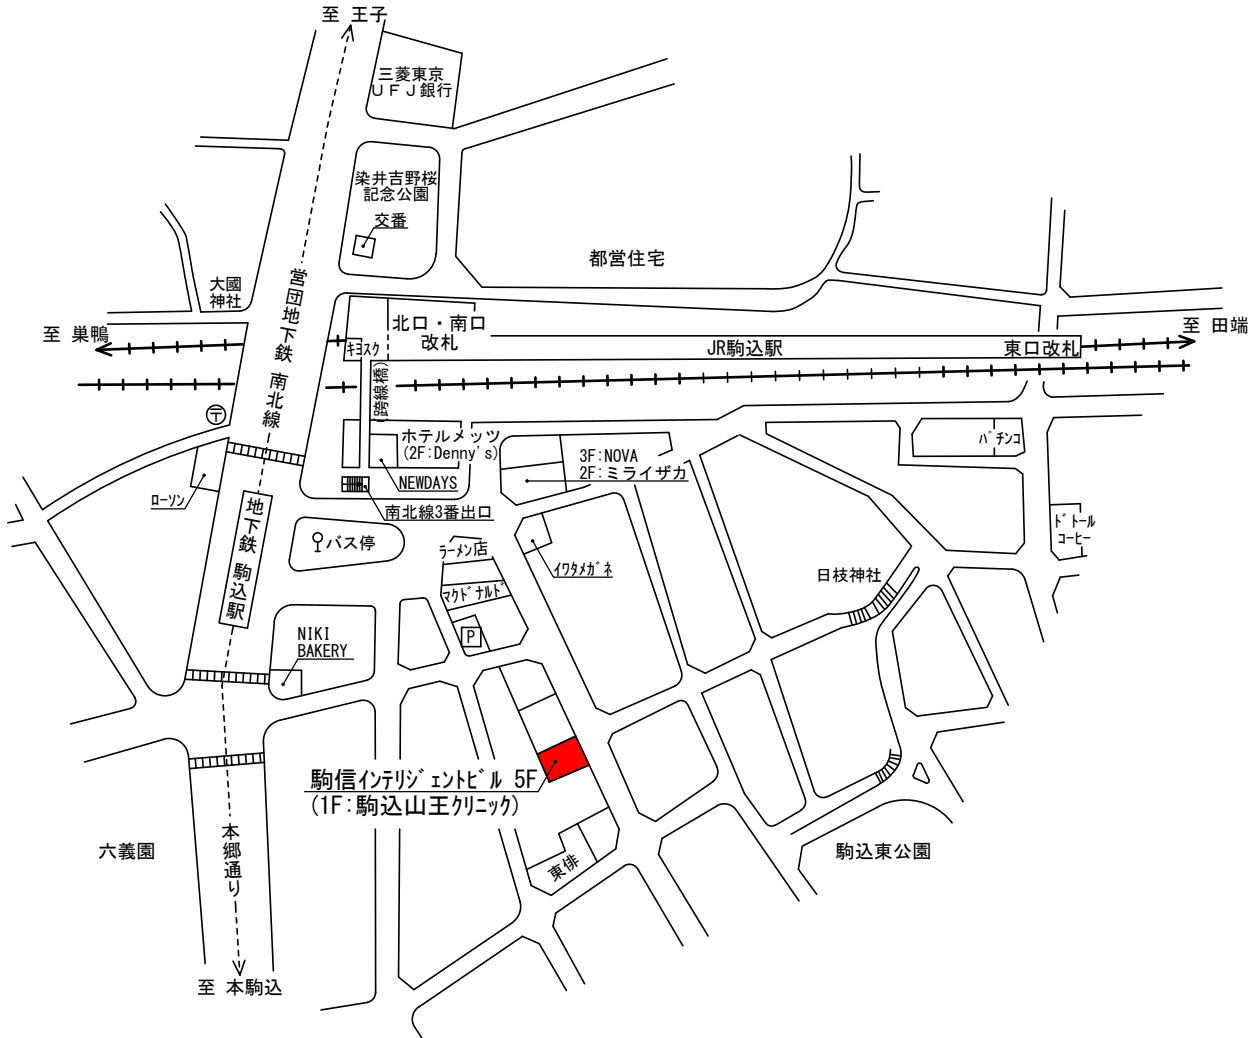 至 王子
三菱東京
ＵＦＪ銀行
染井吉野桜
記念公園
交番
都営住宅
大國
神社
営団地下鉄 南北線
至 巣鴨
北口・南口
改札
ｷﾖｽｸ
JR駒込駅
東口改札
至 田端
(跨線橋)
〒
ホテルメッツ
(2F:Denny's)
NEWDAYS
3F:NOVA
2F:ミライザカ
ﾊﾟﾁﾝｺ
ﾛｰｿﾝ
南北線3番出口
地下鉄 駒込駅
バス停
ラーメン店
ｲﾜﾀﾒｶﾞﾈ
ﾄﾞﾄｰﾙ
ｺｰﾋｰ
ﾏｸﾄﾞﾅﾙﾄﾞ
日枝神社
P
NIKI
BAKERY
駒信ｲﾝﾃﾘｼﾞｪﾝﾄﾋﾞﾙ 5F
(1F:駒込山王ｸﾘﾆｯｸ)
六義園
本郷通り
東俳
駒込東公園
至 本駒込